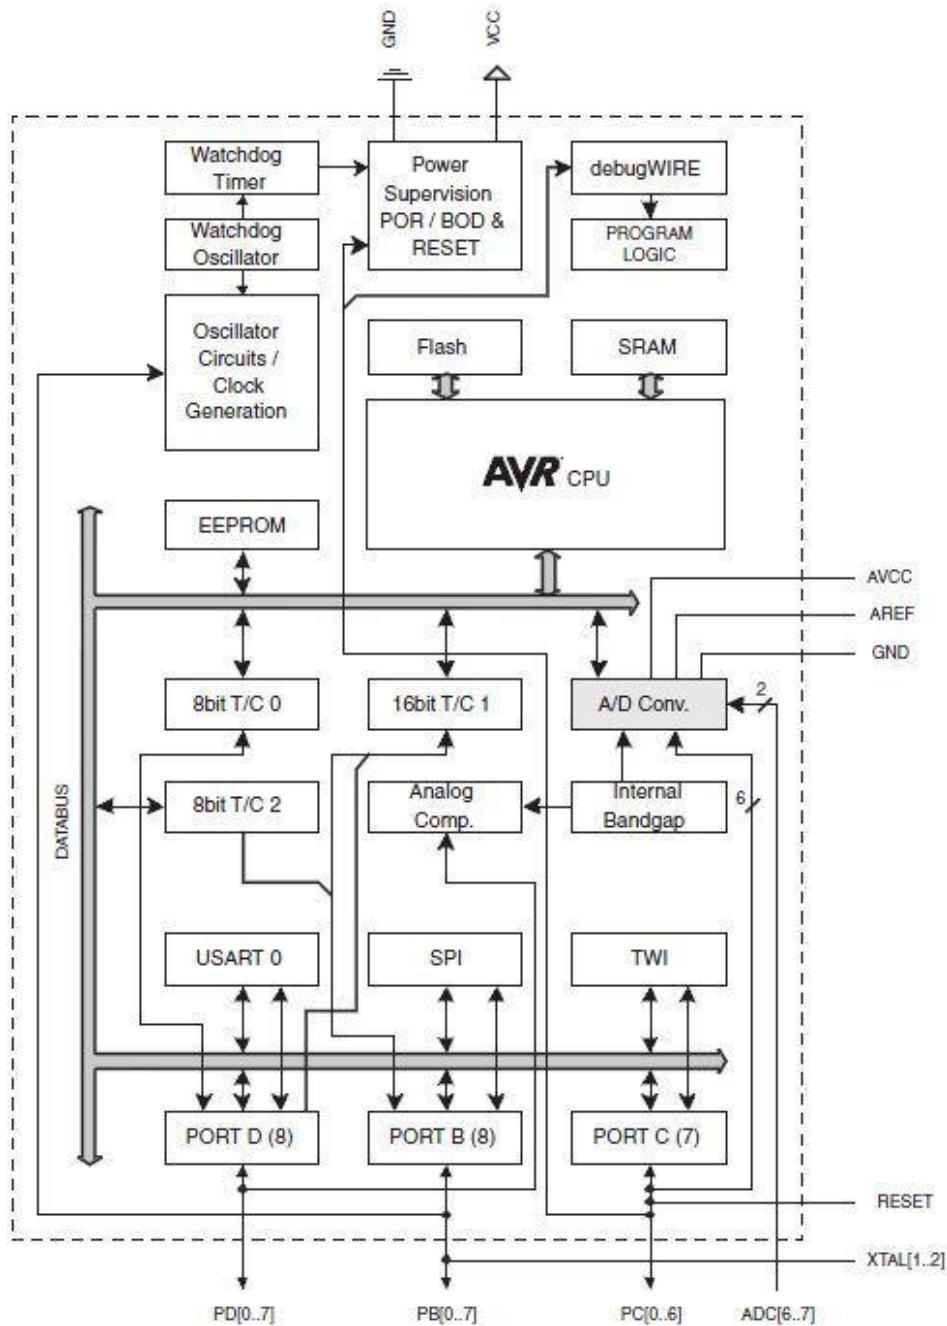 GND
VCC
Watchdog
Timer
Power
Supervision
POR / BOD &
RESET
debugWIRE
Watchdog
Oscillator
PROGRAM
LOGIC
Oscillator
Circuits /
Clock
Generation
Flash
SRAM
AVR CPU
EEPROM
AVCC
AREF
GND
8bit T/C 0
16bit T/C 1
A/D Conv.
2
8bit T/C 2
Analog
Comp.
Internal
Bandgap
6
DATABUS
USART 0
SPI
TWI
PORT D (8)
PORT B (8)
PORT C (7)
RESET
XTAL[1..2]
PD[0..7]
PB[0..7]
PC[0..6]
ADC[6..7]